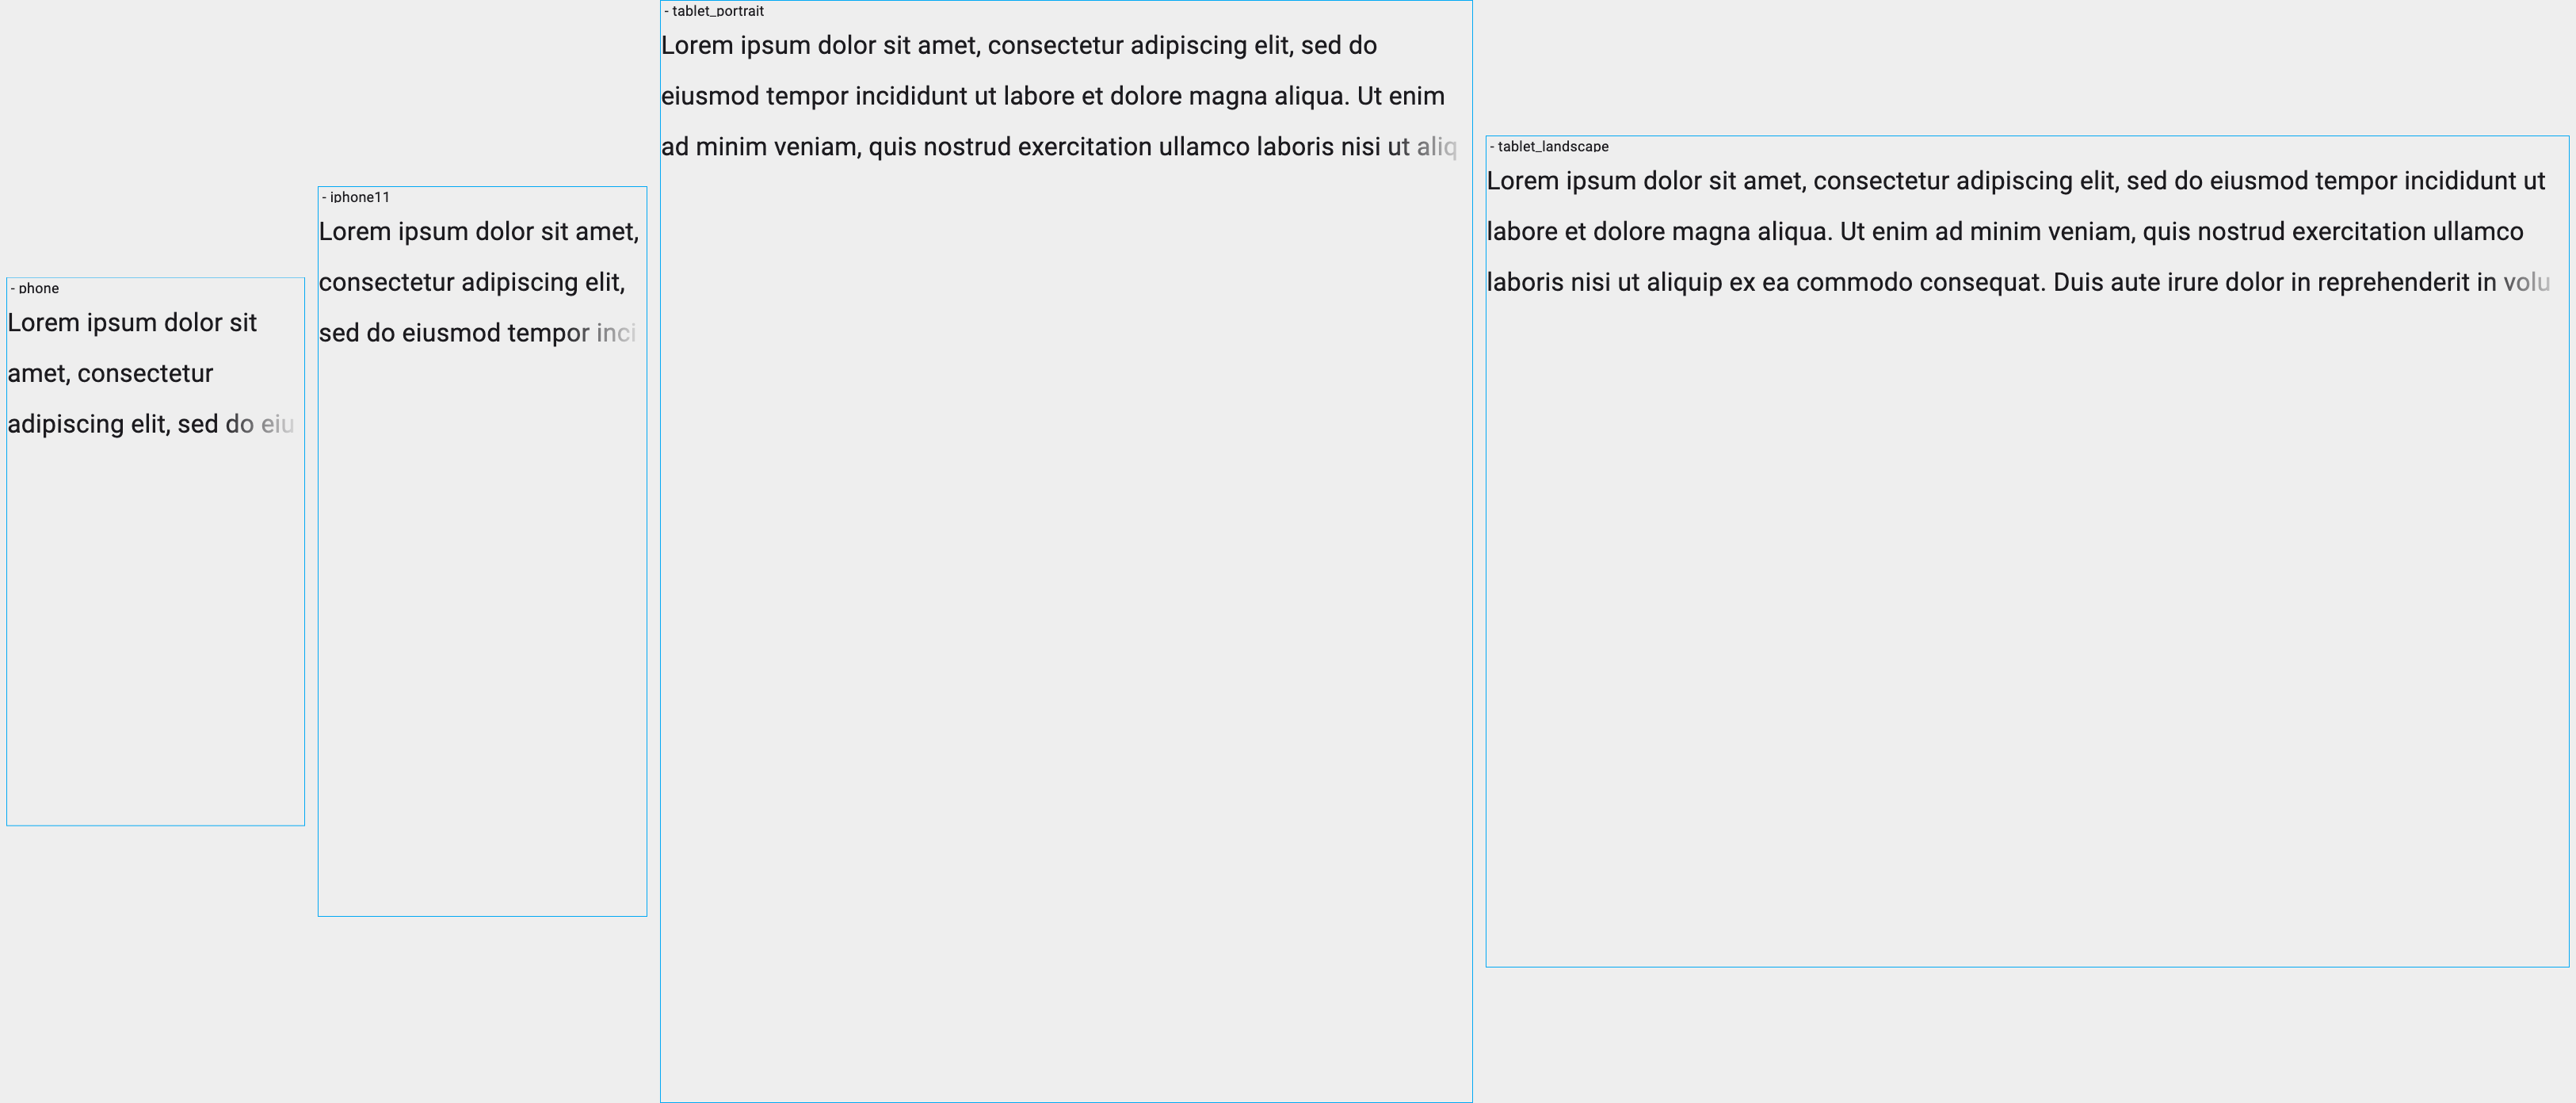 - phone
Lorem ipsum dolor sit
amet, consectetur
adipiscing elit, sed do eiu
- iphone11
Lorem ipsum dolor sit amet,
consectetur adipiscing elit,
sed do eiusmod tempor inci
- tablet_portrait
Lorem ipsum dolor sit amet, consectetur adipiscing elit, sed do
eiusmod tempor incididunt ut labore et dolore magna aliqua. Ut enim
ad minim veniam, quis nostrud exercitation ullamco laboris nisi ut aliq
- tablet_landscape
Lorem ipsum dolor sit amet, consectetur adipiscing elit, sed do eiusmod tempor incididunt ut
labore et dolore magna aliqua. Ut enim ad minim veniam, quis nostrud exercitation ullamco
laboris nisi ut aliquip ex ea commodo consequat. Duis aute irure dolor in reprehenderit in volu